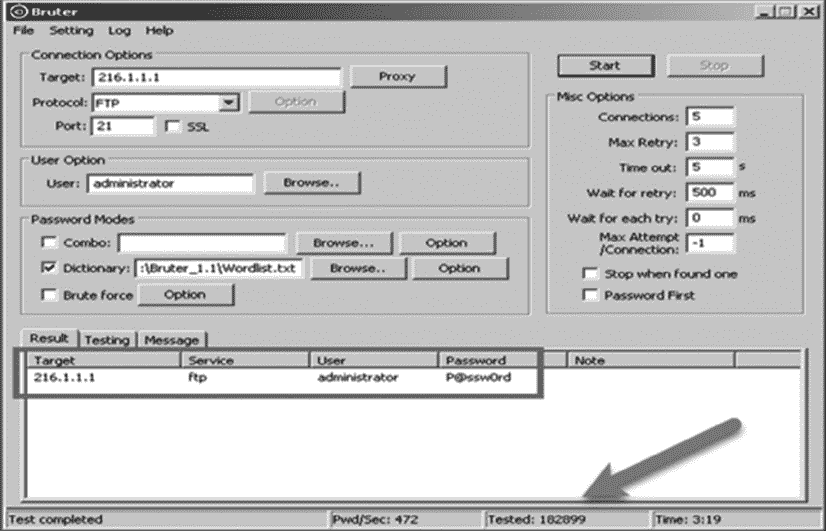 Bruter
File Setting Log Help
Connection Options
Target: 216.1.1.1 Proxy
Protocol: FTP Option
Port: 21 SSL
User Option
User: administrator Browse..
Password Modes
Combo: Browse... Option
Dictionary: :\Bruter_1.1\Wordlist.txt Browse.. Option
Brute force Option
Start Stop
Misc Options
Connections: 5
Max Retry: 3
Time out: 5 s
Wait for retry: 500 ms
Wait for each try: 0 ms
Max Attempt
/Connection: -1
Stop when found one
Password First
Result Testing Message
Target Service User Password Note
216.1.1.1 ftp administrator P@ssw0rd
Test completed Pwd/Sec: 472 Tested: 182899 Time: 3:19